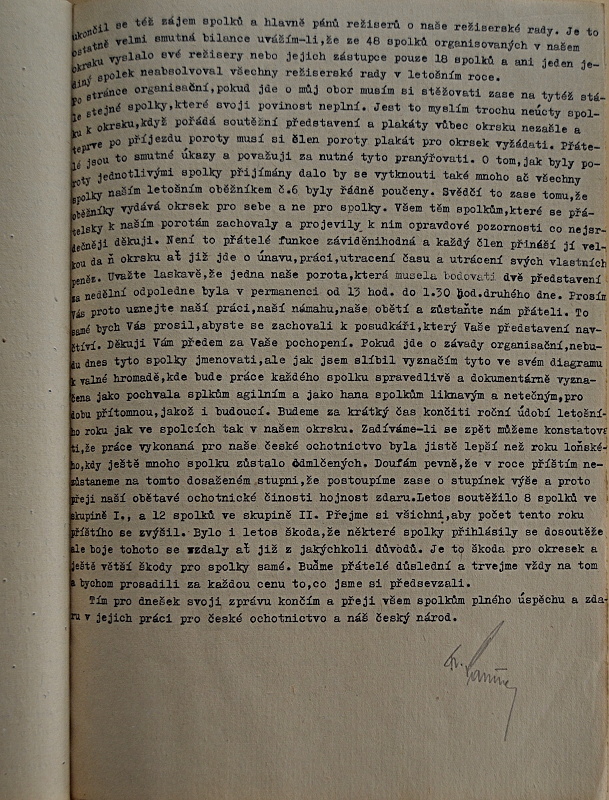 ukončil se též zájem spolků a hlavně pánů režiserů o naše režiserské rady. Je to
ostatně velmi smutná bilance uvážím-li,že ze 48 spolků organisovaných v našem
okrsku vyslalo své režisery nebo jejich zástupce pouze 18 spolků a ani jeden je-
diný spolek neabsolvoval všechny režiserské rady v letošním roce.
Po stránce organisační,pokud jde o můj obor musím si stěžovati zase na tytéž stá-
le stejné spolky,které svoji povinost neplní. Jest to myslím trochu neúcty spol-
ku k okrsku,když pořádá soutěžní představení a plakáty vůbec okrsku nezašle a
teprve po příjezdu poroty musí si člen poroty plakát pro okrsek vyžádati. Přáte-
lé jsou to smutné úkazy a považuji za nutné tyto pranýřovati. O tom,jak byly po-
roty jednotlivými spolky přijímány dalo by se vytknouti také mnoho ač všechny
spolky naším letošním oběžníkem č.6 byly řádně poučeny. Svědčí to zase tomu,že
oběžníky vydává okrsek pro sebe a ne pro spolky. Všem těm spolkům,které se přá-
telsky k naším porotám zachovaly a projevily k nim opravdové pozornosti co nejsr-
dečněji děkuji. Není to přátelé funkce záviděnihodná a každý člen přináší jí vel-
kou da ň okrsku ať již jde o únavu,práci,utracení času a utrácení svých vlastních
peněz. Uvažte laskavě,že jedna naše porota,která musela bodovati dvě představení
za nedělní odpoledne byla v permanenci od 13 hod. do 1.30 hod.druhého dne. Prosím
Vás proto uznejte naší práci,naší námahu,naše obětí a zůstaňte nám přáteli. To
samé bych Vás prosil,abyste se zachovali k posudkáři,který Vaše představení nav-
štíví. Děkuji Vám předem za Vaše pochopení. Pokud jde o závady organisační,nebu-
du dnes tyto spolky jmenovati,ale jak jsem slíbil vyznačím tyto ve svém diagramu
k valné hromadě,kde bude práce každého spolku spravedlivě a dokumentárně vyzna-
čena jako pochvala splkům agilním a jako hana spolkům liknavým a netečným,pro
dobu přítomnou,jakož i budoucí. Budeme za krátký čas končiti roční údobí letošní-
ho roku jak ve spolcích tak v našem okrsku. Zadíváme-li se zpět můžeme konstatova
ti,že práce vykonaná pro naše české ochotnictvo byla jistě lepší než roku loňské-
ho,kdy ještě mnoho spolku zůstalo odmlčených. Doufám pevně,že v roce příštím ne-
zůstaneme na tomto dosaženém stupni,že postoupíme zase o stupínek výše a proto
přeji naší obětavé ochotnické činosti hojnost zdaru.Letos soutěžilo 8 spolků ve
skupině I., a 12 spolků ve skupině II. Přejme si všichni,aby počet tento roku
příštího se zvýšil. Bylo i letos škoda,že některé spolky přihlásily se dosoutěže
ale boje tohoto se vzdaly ať již z jakýchkoli důvodů. Je to škoda pro okresek a
ještě větší škody pro spolky samé. Buďme přátelé důslední a trvejme vždy na tom
a bychom prosadili za každou cenu to,co jsme si předsevzali.
Tím pro dnešek svoji zprávu končím a přeji všem spolkům plného úspěchu a zda-
ru v jejich práci pro české ochotnictvo a náš český národ.